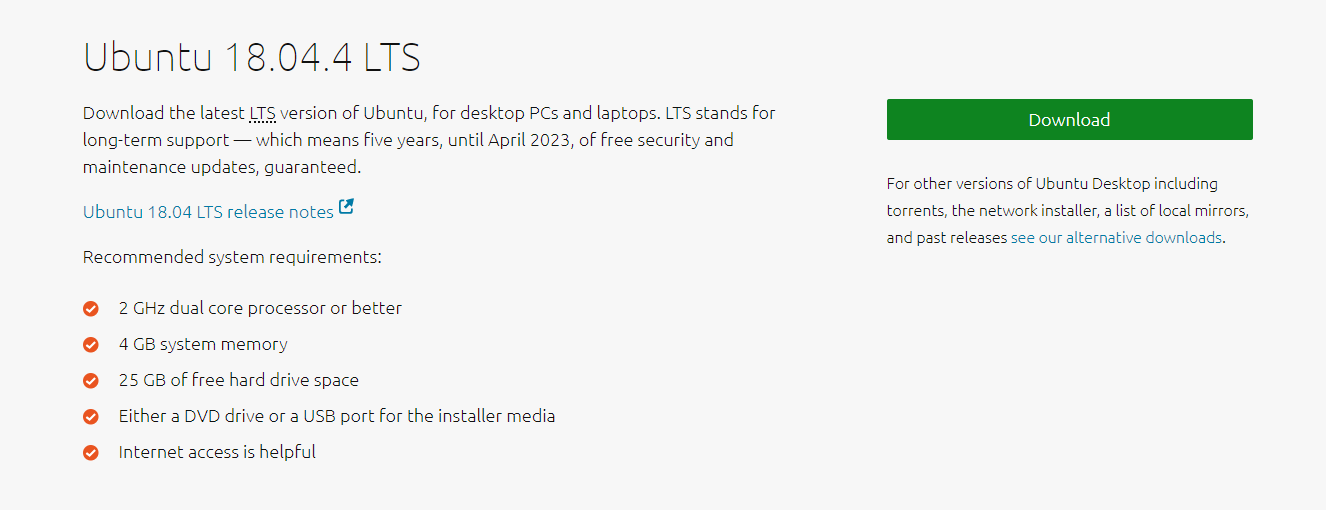 Ubuntu 18.04.4 LTS
Download the latest LTS version of Ubuntu, for desktop PCs and laptops. LTS stands for
long-term support — which means five years, until April 2023, of free security and
maintenance updates, guaranteed.
Ubuntu 18.04 LTS release notes
Recommended system requirements:
2 GHz dual core processor or better
4 GB system memory
25 GB of free hard drive space
Either a DVD drive or a USB port for the installer media
Internet access is helpful
Download
For other versions of Ubuntu Desktop including
torrents, the network installer, a list of local mirrors,
and past releases see our alternative downloads.